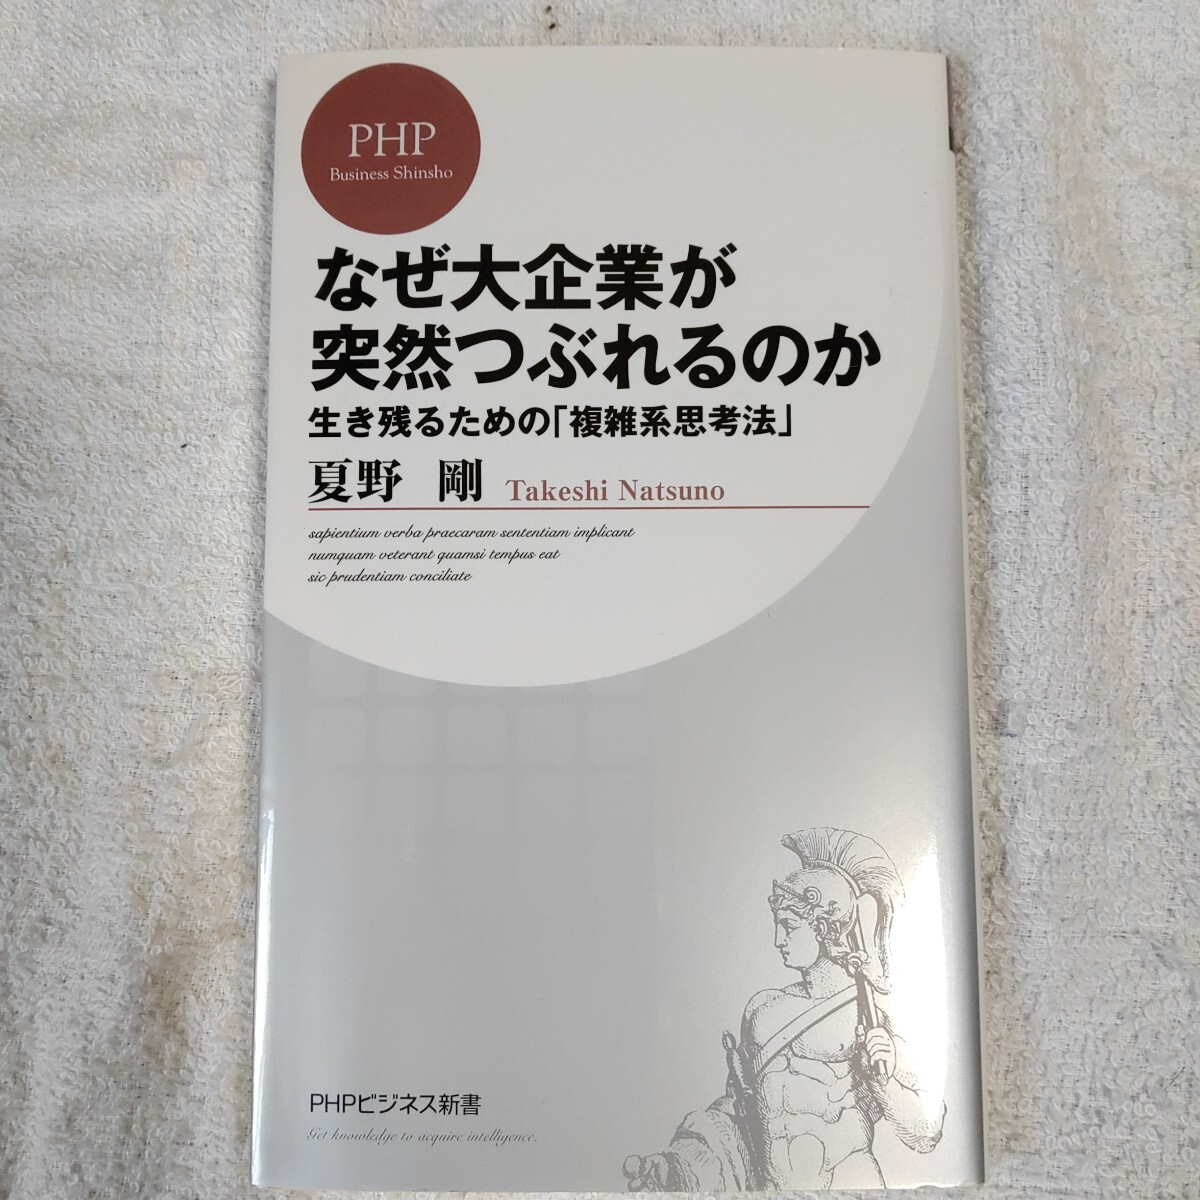 PHP
Business Shinsho
なぜ大企業が
突然つぶれるのか
生き残るための「複雑系思考法」
夏野 剛 Takeshi Natsuno
sapientium verba praecaram sententiam implicant
numquam veterant quamsi tempus eat
sic prudentiam conciliate
PHPビジネス新書
Get knowledge to acquire intelligence.